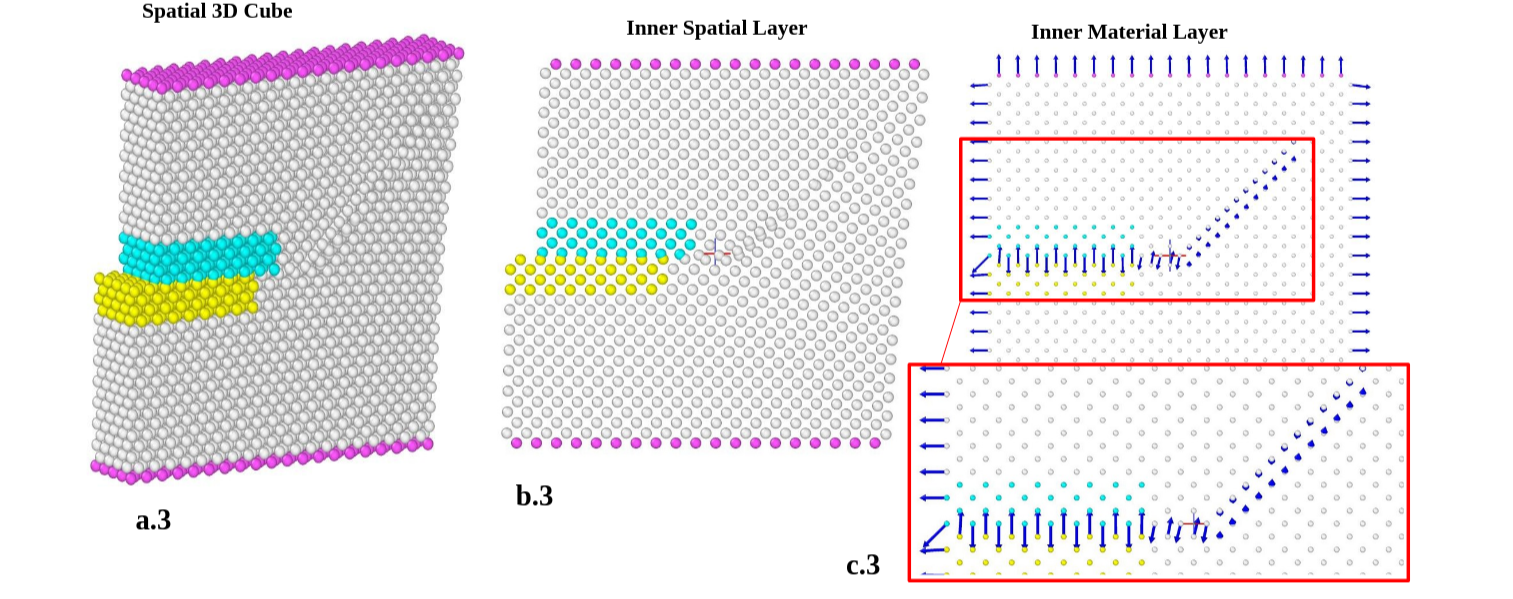 Spatial 3D Cube
Inner Spatial Layer
Inner Material Layer
a.3
b.3
c.3